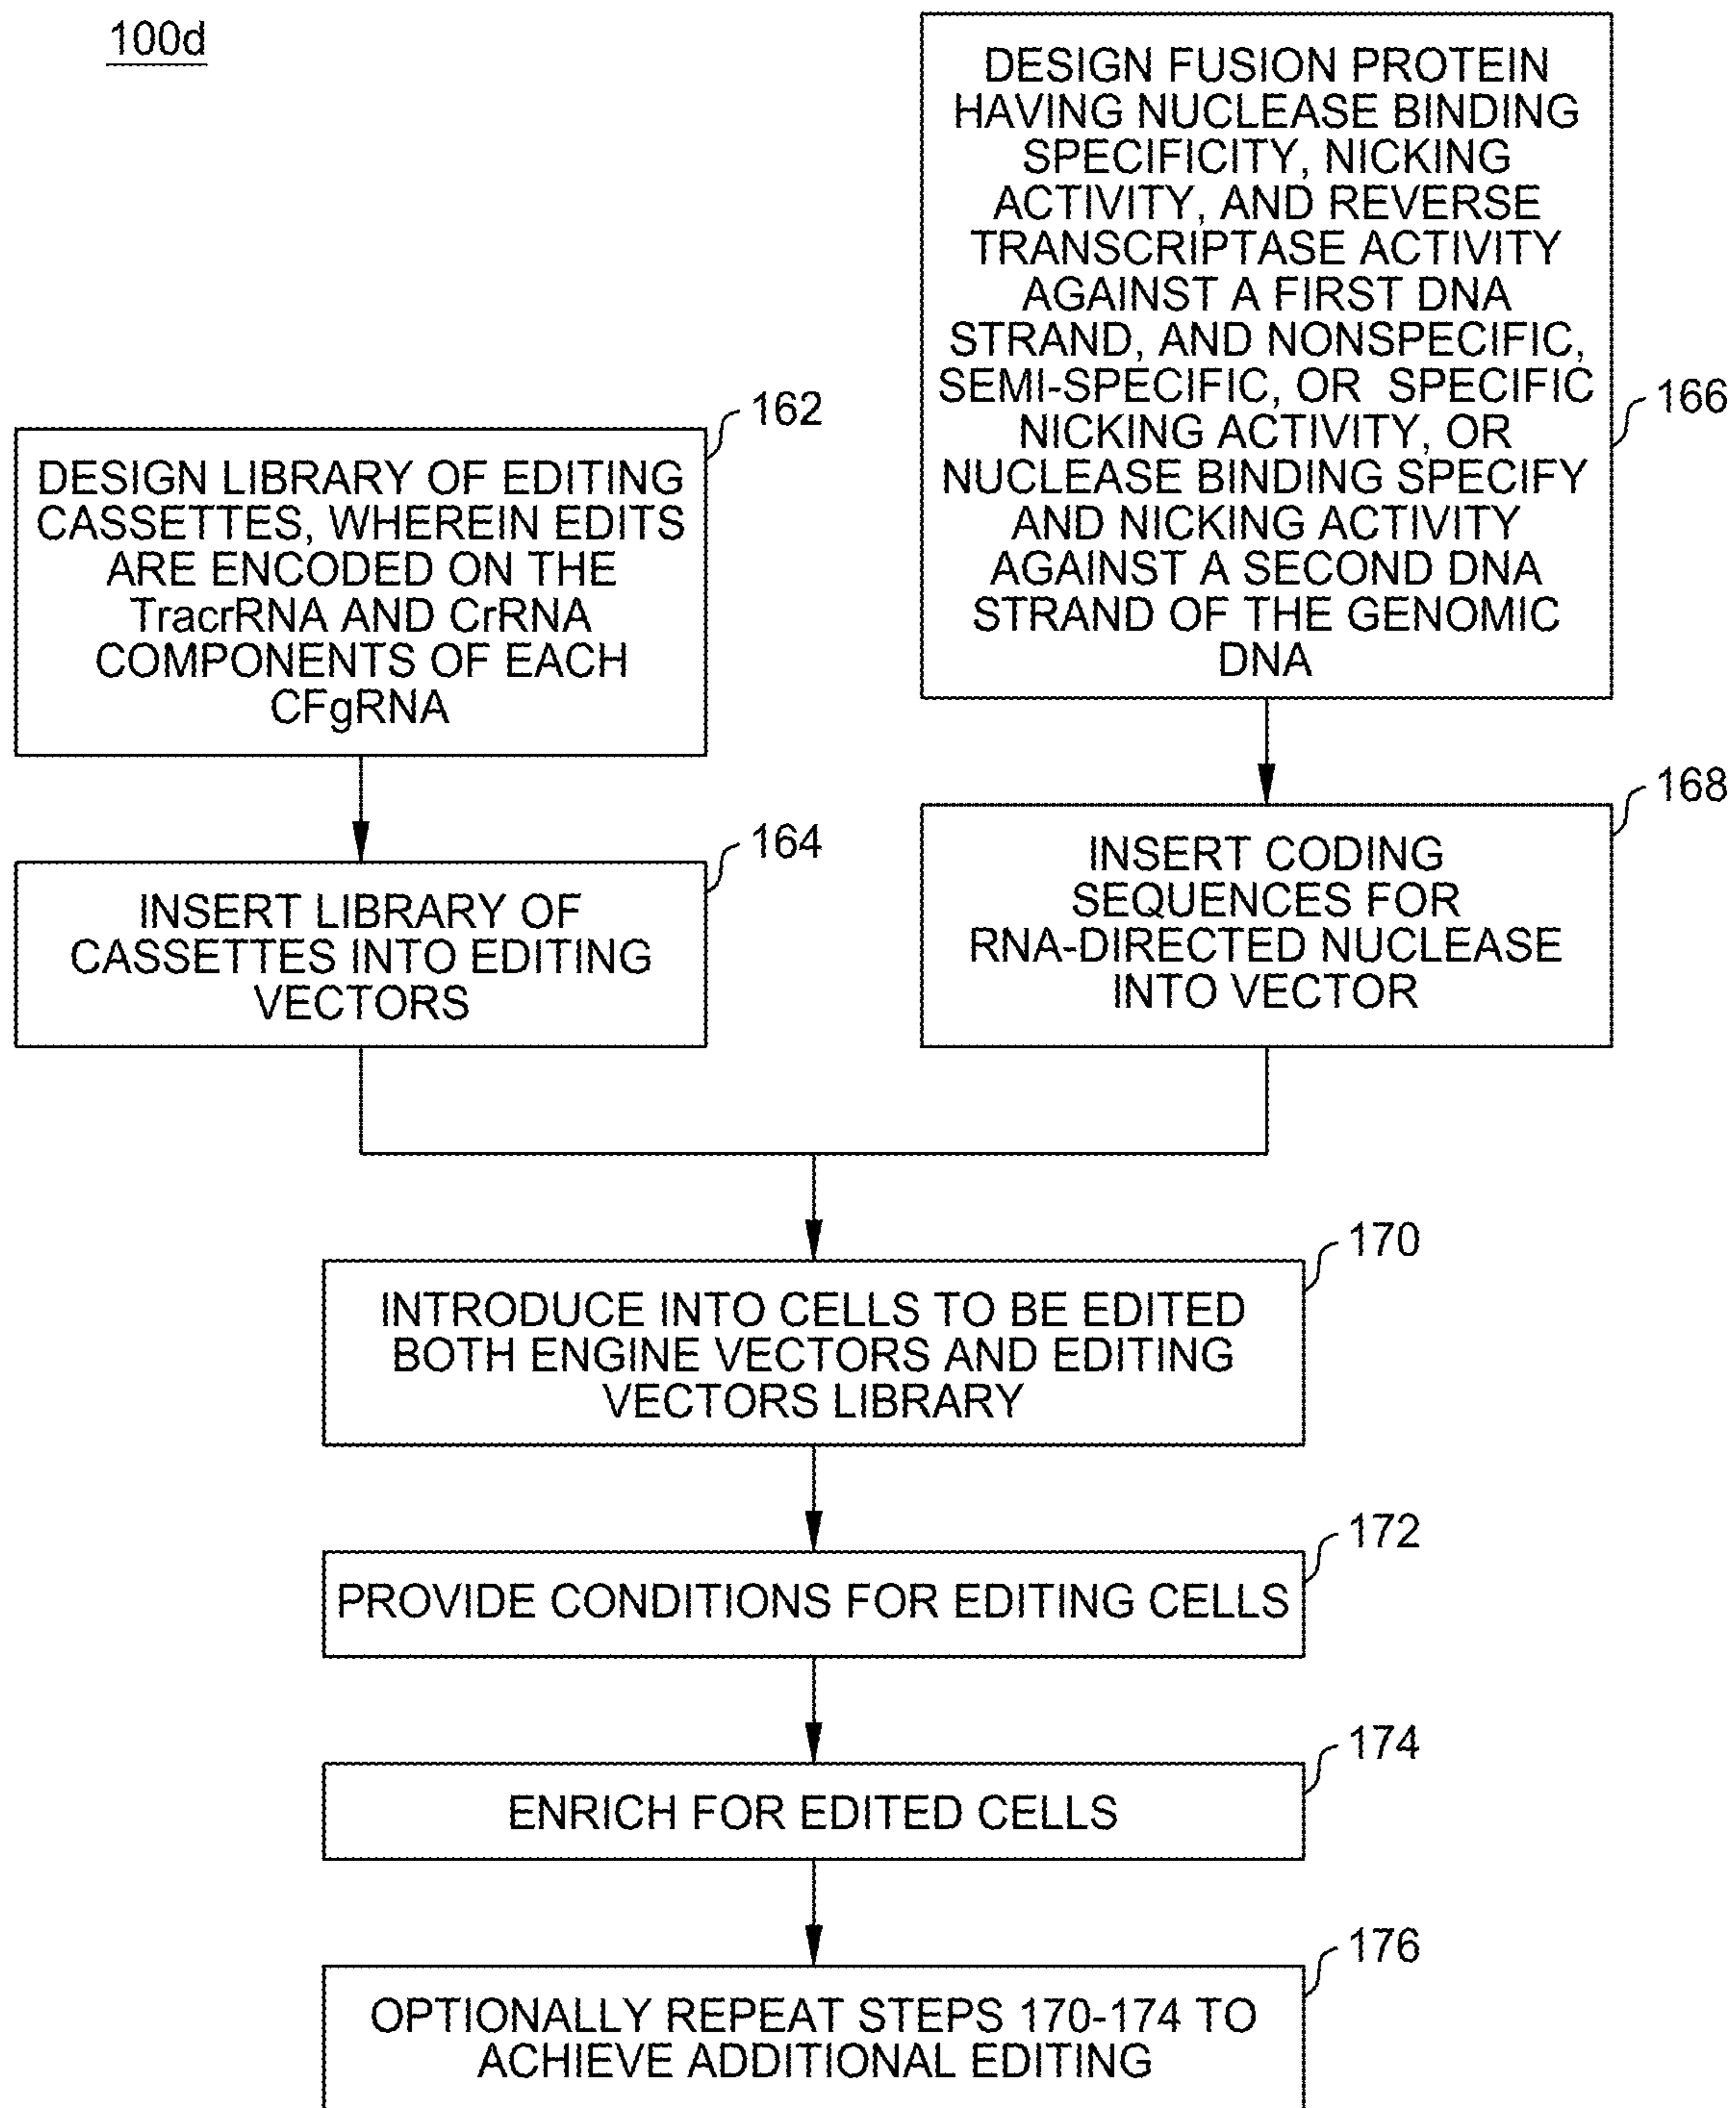 100d
DESIGN FUSION PROTEIN
HAVING NUCLEASE BINDING
SPECIFICITY, NICKING
ACTIVITY, AND REVERSE
TRANSCRIPTASE ACTIVITY
AGAINST A FIRST DNA
STRAND, AND NONSPECIFIC,
SEMI-SPECIFIC, OR SPECIFIC
NICKING ACTIVITY, OR
NUCLEASE BINDING SPECIFY
AND NICKING ACTIVITY
AGAINST A SECOND DNA
STRAND OF THE GENOMIC
DNA
166
162
DESIGN LIBRARY OF EDITING
CASSETTES, WHEREIN EDITS
ARE ENCODED ON THE
TracrRNA AND CrRNA
COMPONENTS OF EACH
CFgRNA
164
INSERT LIBRARY OF
CASSETTES INTO EDITING
VECTORS
168
INSERT CODING
SEQUENCES FOR
RNA-DIRECTED NUCLEASE
INTO VECTOR
170
INTRODUCE INTO CELLS TO BE EDITED
BOTH ENGINE VECTORS AND EDITING
VECTORS LIBRARY
172
PROVIDE CONDITIONS FOR EDITING CELLS
174
ENRICH FOR EDITED CELLS
176
OPTIONALLY REPEAT STEPS 170-174 TO
ACHIEVE ADDITIONAL EDITING